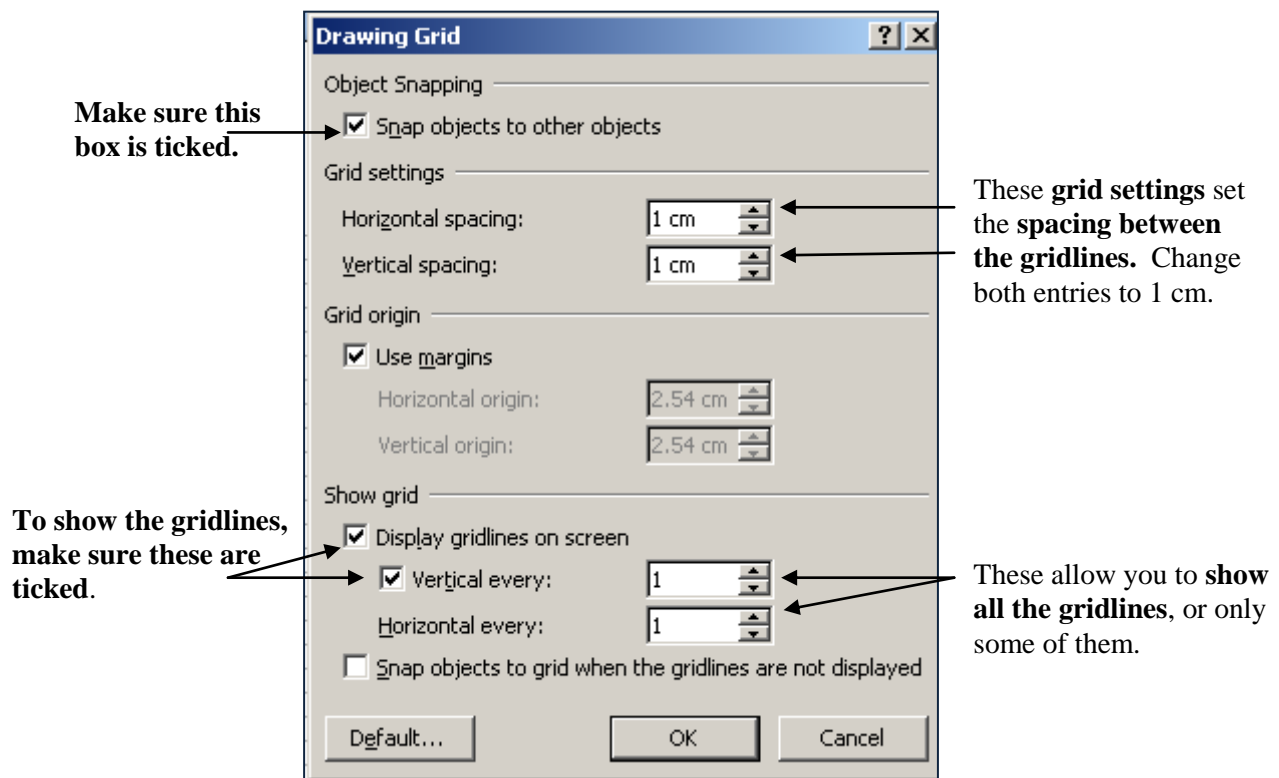 Drawing Grid
Object Snapping
Make sure this
box is ticked.
Snap objects to other objects
Grid settings
Horizontal spacing: 1 cm
Vertical spacing: 1 cm
These grid settings set
the spacing between
the gridlines. Change
both entries to 1 cm.
Grid origin
Use margins
Horizontal origin: 2.54 cm
Vertical origin: 2.54 cm
Show grid
To show the gridlines,
make sure these are
ticked.
Display gridlines on screen
Vertical every: 1
Horizontal every: 1
These allow you to show
all the gridlines, or only
some of them.
Snap objects to grid when the gridlines are not displayed
Default... OK Cancel